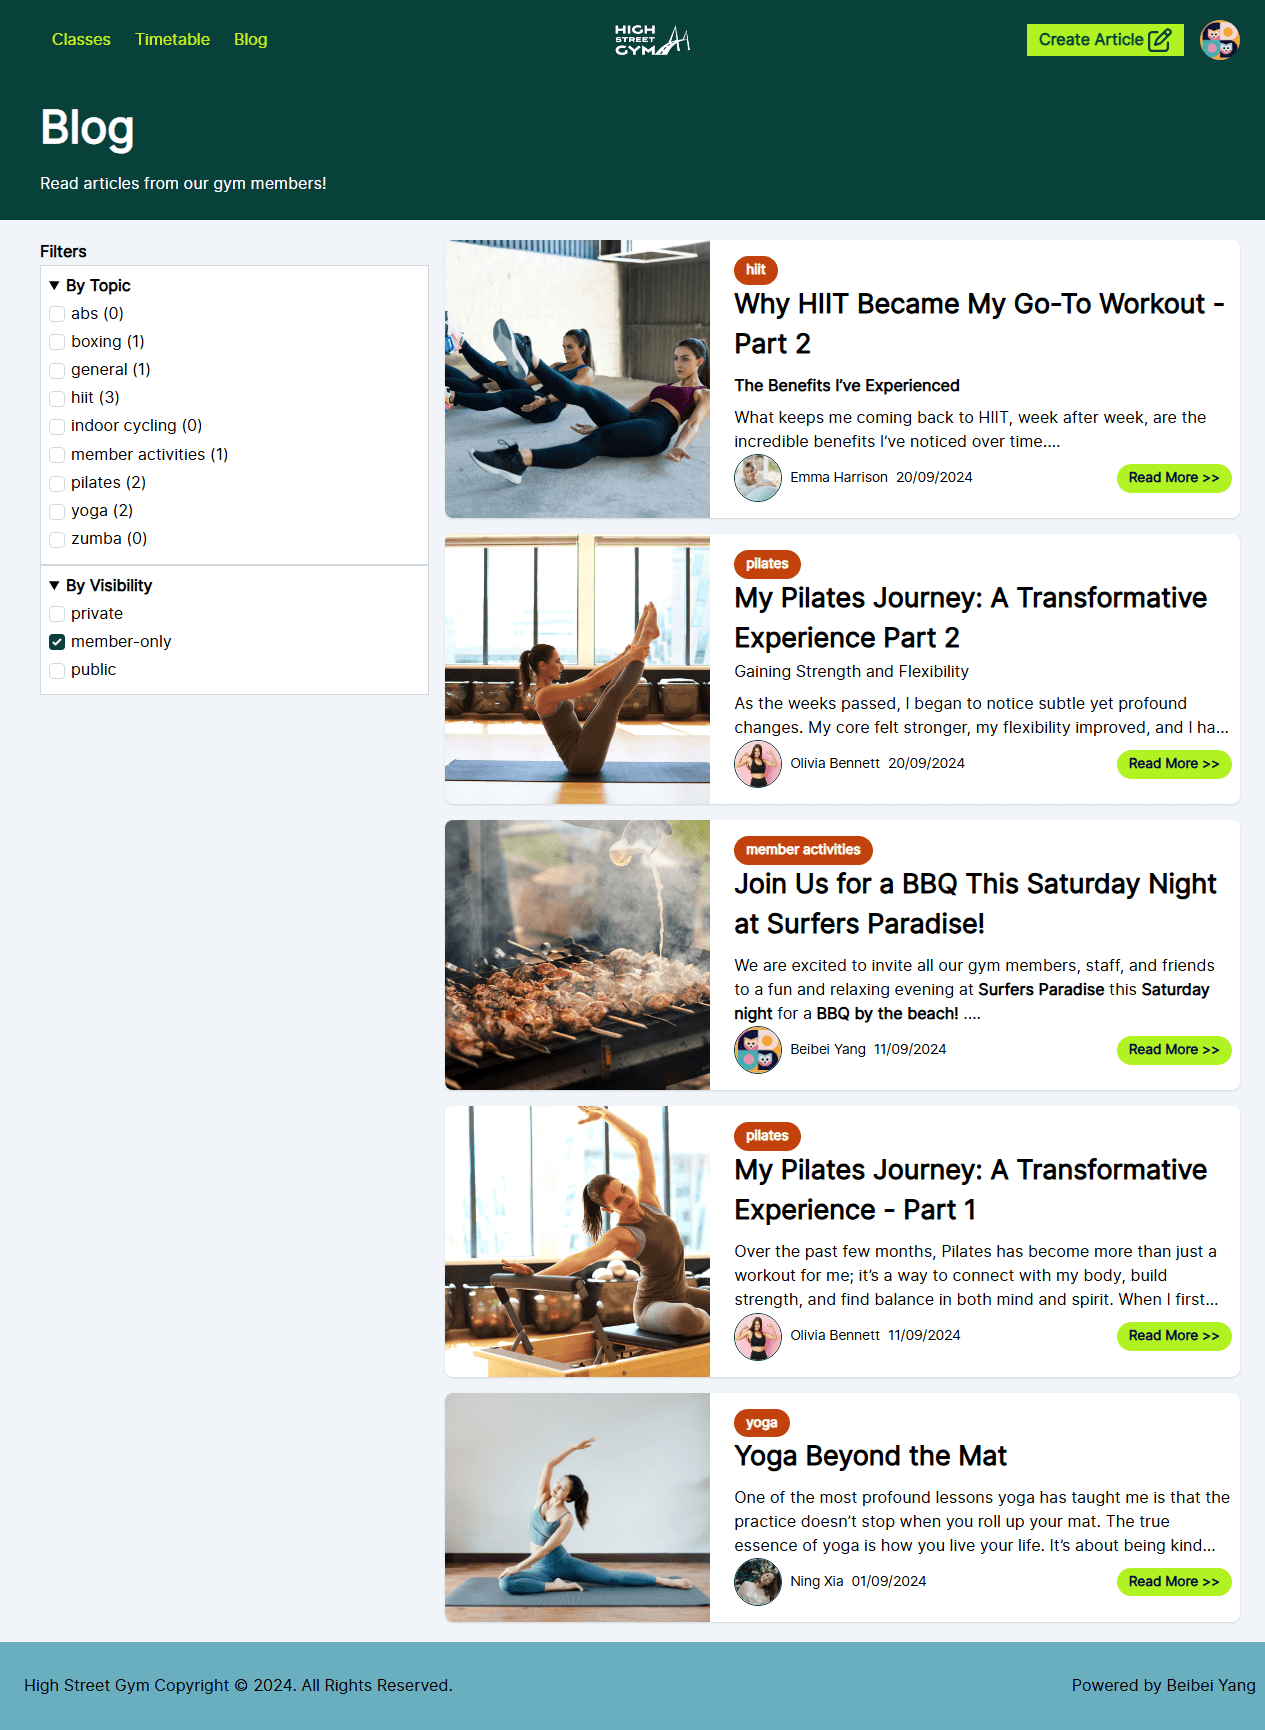 Classes Timetable Blog
HIGH
STREET
GYM
Create Article
Blog
Read articles from our gym members!
Filters
▼ By Topic
abs (0)
boxing (1)
general (1)
hiit (3)
indoor cycling (0)
member activities (1)
pilates (2)
yoga (2)
zumba (0)
▼ By Visibility
private
member-only
public
hiit
Why HIIT Became My Go-To Workout -
Part 2
The Benefits I’ve Experienced
What keeps me coming back to HIIT, week after week, are the
incredible benefits I’ve noticed over time....
Emma Harrison 20/09/2024
Read More >>
pilates
My Pilates Journey: A Transformative
Experience Part 2
Gaining Strength and Flexibility
As the weeks passed, I began to notice subtle yet profound
changes. My core felt stronger, my flexibility improved, and I ha...
Olivia Bennett 20/09/2024
Read More >>
member activities
Join Us for a BBQ This Saturday Night
at Surfers Paradise!
We are excited to invite all our gym members, staff, and friends
to a fun and relaxing evening at Surfers Paradise this Saturday
night for a BBQ by the beach! ....
Beibei Yang 11/09/2024
Read More >>
pilates
My Pilates Journey: A Transformative
Experience - Part 1
Over the past few months, Pilates has become more than just a
workout for me; it’s a way to connect with my body, build
strength, and find balance in both mind and spirit. When I first...
Olivia Bennett 11/09/2024
Read More >>
yoga
Yoga Beyond the Mat
One of the most profound lessons yoga has taught me is that the
practice doesn’t stop when you roll up your mat. The true
essence of yoga is how you live your life. It’s about being kind...
Ning Xia 01/09/2024
Read More >>
High Street Gym Copyright © 2024. All Rights Reserved.
Powered by Beibei Yang